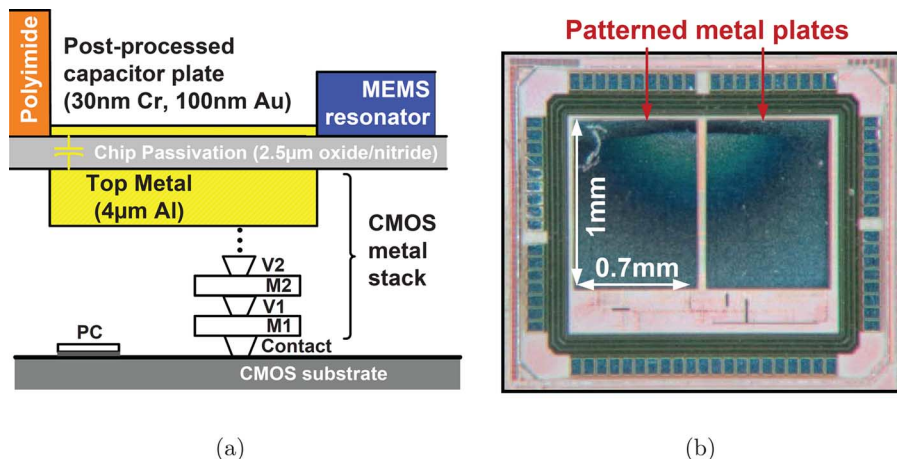 Polyimide
Post-processed
capacitor plate
(30nm Cr, 100nm Au)
MEMS
resonator
Chip Passivation (2.5μm oxide/nitride)
Top Metal
(4μm Al)
CMOS
metal
stack
V2
M2
V1
M1
Contact
PC
CMOS substrate
(a)
Patterned metal plates
1mm
0.7mm
(b)